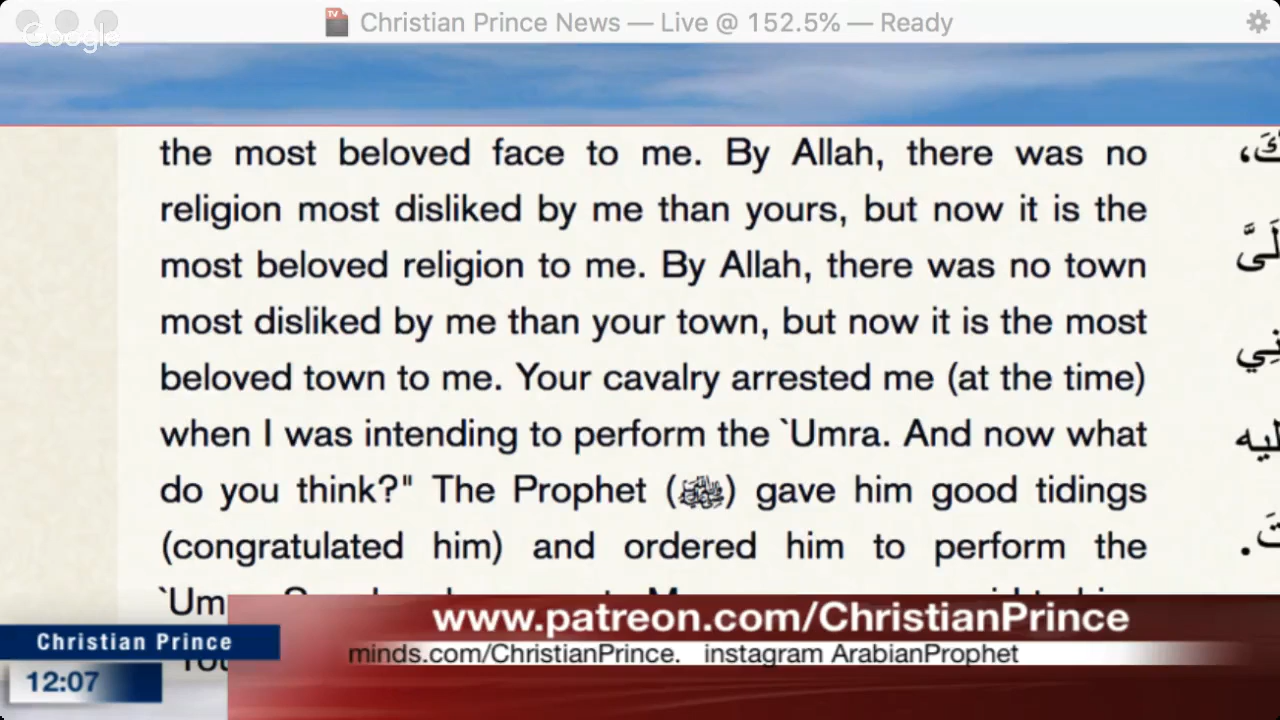 Christian Prince News — Live @ 152.5% — Ready
Google
the most beloved face to me. By Allah, there was no
religion most disliked by me than yours, but now it is the
most beloved religion to me. By Allah, there was no town
most disliked by me than your town, but now it is the most
beloved town to me. Your cavalry arrested me (at the time)
when I was intending to perform the `Umra. And now what
do you think?" The Prophet (ﷺ) gave him good tidings
(congratulated him) and ordered him to perform the
`Um
www.patreon.com/ChristianPrince
Christian Prince
minds.com/ChristianPrince. instagram ArabianProphet
12:07